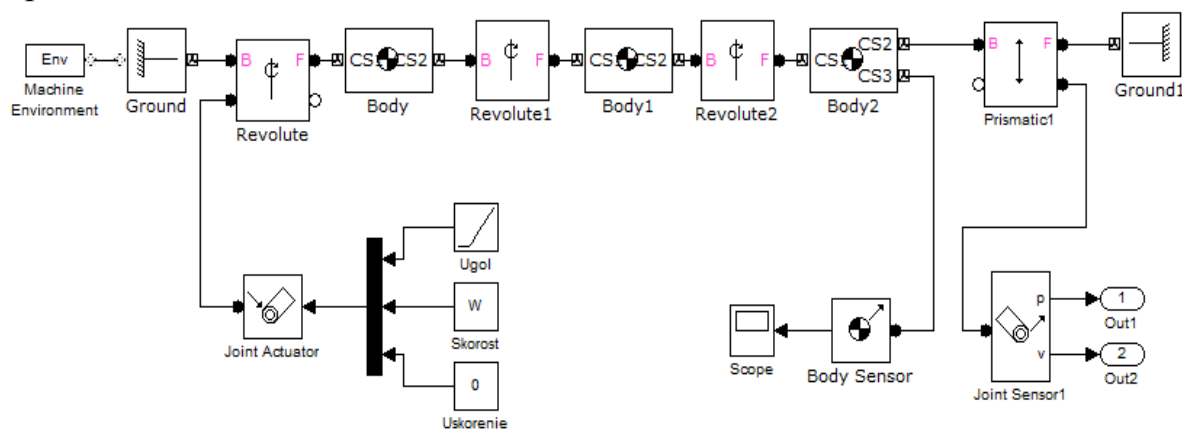 Env
Machine
Environment
Ground
B F
Revolute
CS1 CS2
Body
B F
Revolute1
CS1 CS2
Body1
B F
Revolute2
CS1 CS2
CS3
Body2
B F
Prismatic1
Ground1
Joint Actuator
Ugol
W
Skorost
0
Uskorenie
Scope
Body Sensor
p
v
Joint Sensor1
1
Out1
2
Out2